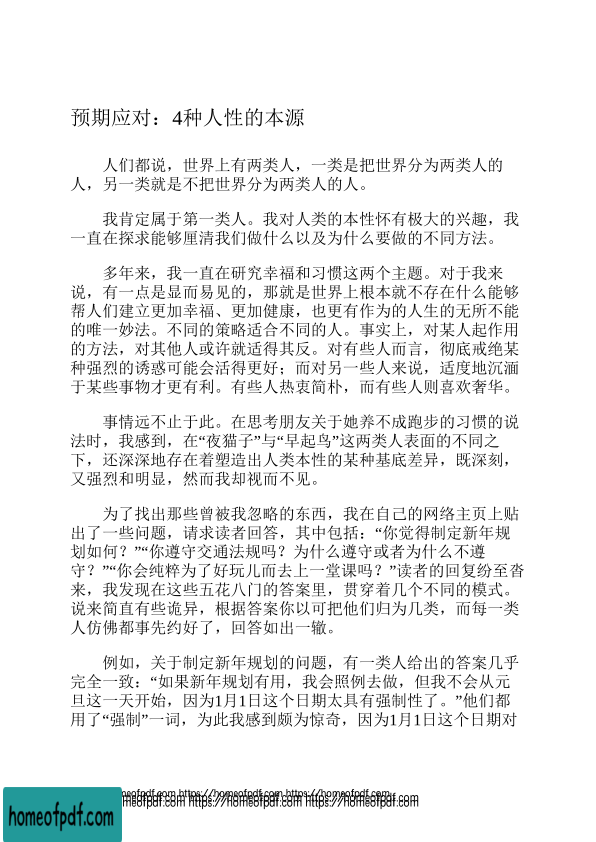 预期应对：4种人性的本源
人们都说，世界上有两类人，一类是把世界分为两类人的
人，另一类就是不把世界分为两类人的人。
我肯定属于第一类人。我对人类的本性怀有极大的兴趣，我
一直在探求能够厘清我们做什么以及为什么要做的不同方法。
多年来，我一直在研究幸福和习惯这两个主题。对于我来
说，有一点是显而易见的，那就是世界上根本就不存在什么能够
帮人们建立更加幸福、更加健康，也更有作为的人生的无所不能
的唯一妙法。不同的策略适合不同的人。事实上，对某人起作用
的方法，对其他人或许就适得其反。对有些人而言，彻底戒绝某
种强烈的诱惑可能会活得更好；而对另一些人来说，适度地沉湎
于某些事物才更有利。有些人热衷简朴，而有些人则喜欢奢华。
事情远不止于此。在思考朋友关于她养不成跑步的习惯的说
法时，我感到，在“夜猫子”与“早起鸟”这两类人表面的不同之
下，还深深地存在着塑造出人类本性的某种基底差异，既深刻，
又强烈和明显，然而我却视而不见。
为了找出那些曾被我忽略的东西，我在自己的网络主页上贴
出了一些问题，请求读者回答，其中包括：“你觉得制定新年规
划如何？”“你遵守交通法规吗？为什么遵守或者为什么不遵
守？”“你会纯粹为了好玩儿而去上一堂课吗？”读者的回复纷至沓
来，我发现在这些五花八门的答案里，贯穿着几个不同的模式。
说来简直有些诡异，根据答案你以可把他们归为几类，而每一类
人仿佛都事先约好了，回答如出一辙。
例如，关于制定新年规划的问题，有一类人给出的答案几乎
完全一致：“如果新年规划有用，我会照例去做，但我不会从元
旦这一天开始，因为1月1日这个日期太具有强制性了。”他们都
用了“强制”一词，为此我感到颇为惊奇，因为1月1日这个日期对
homeofpdf.com https://homeofpdf.com https://homeofpdf.com
homeofpdf.com https://homeofpdf.com https://homeofpdf.com
homeofpdf.com